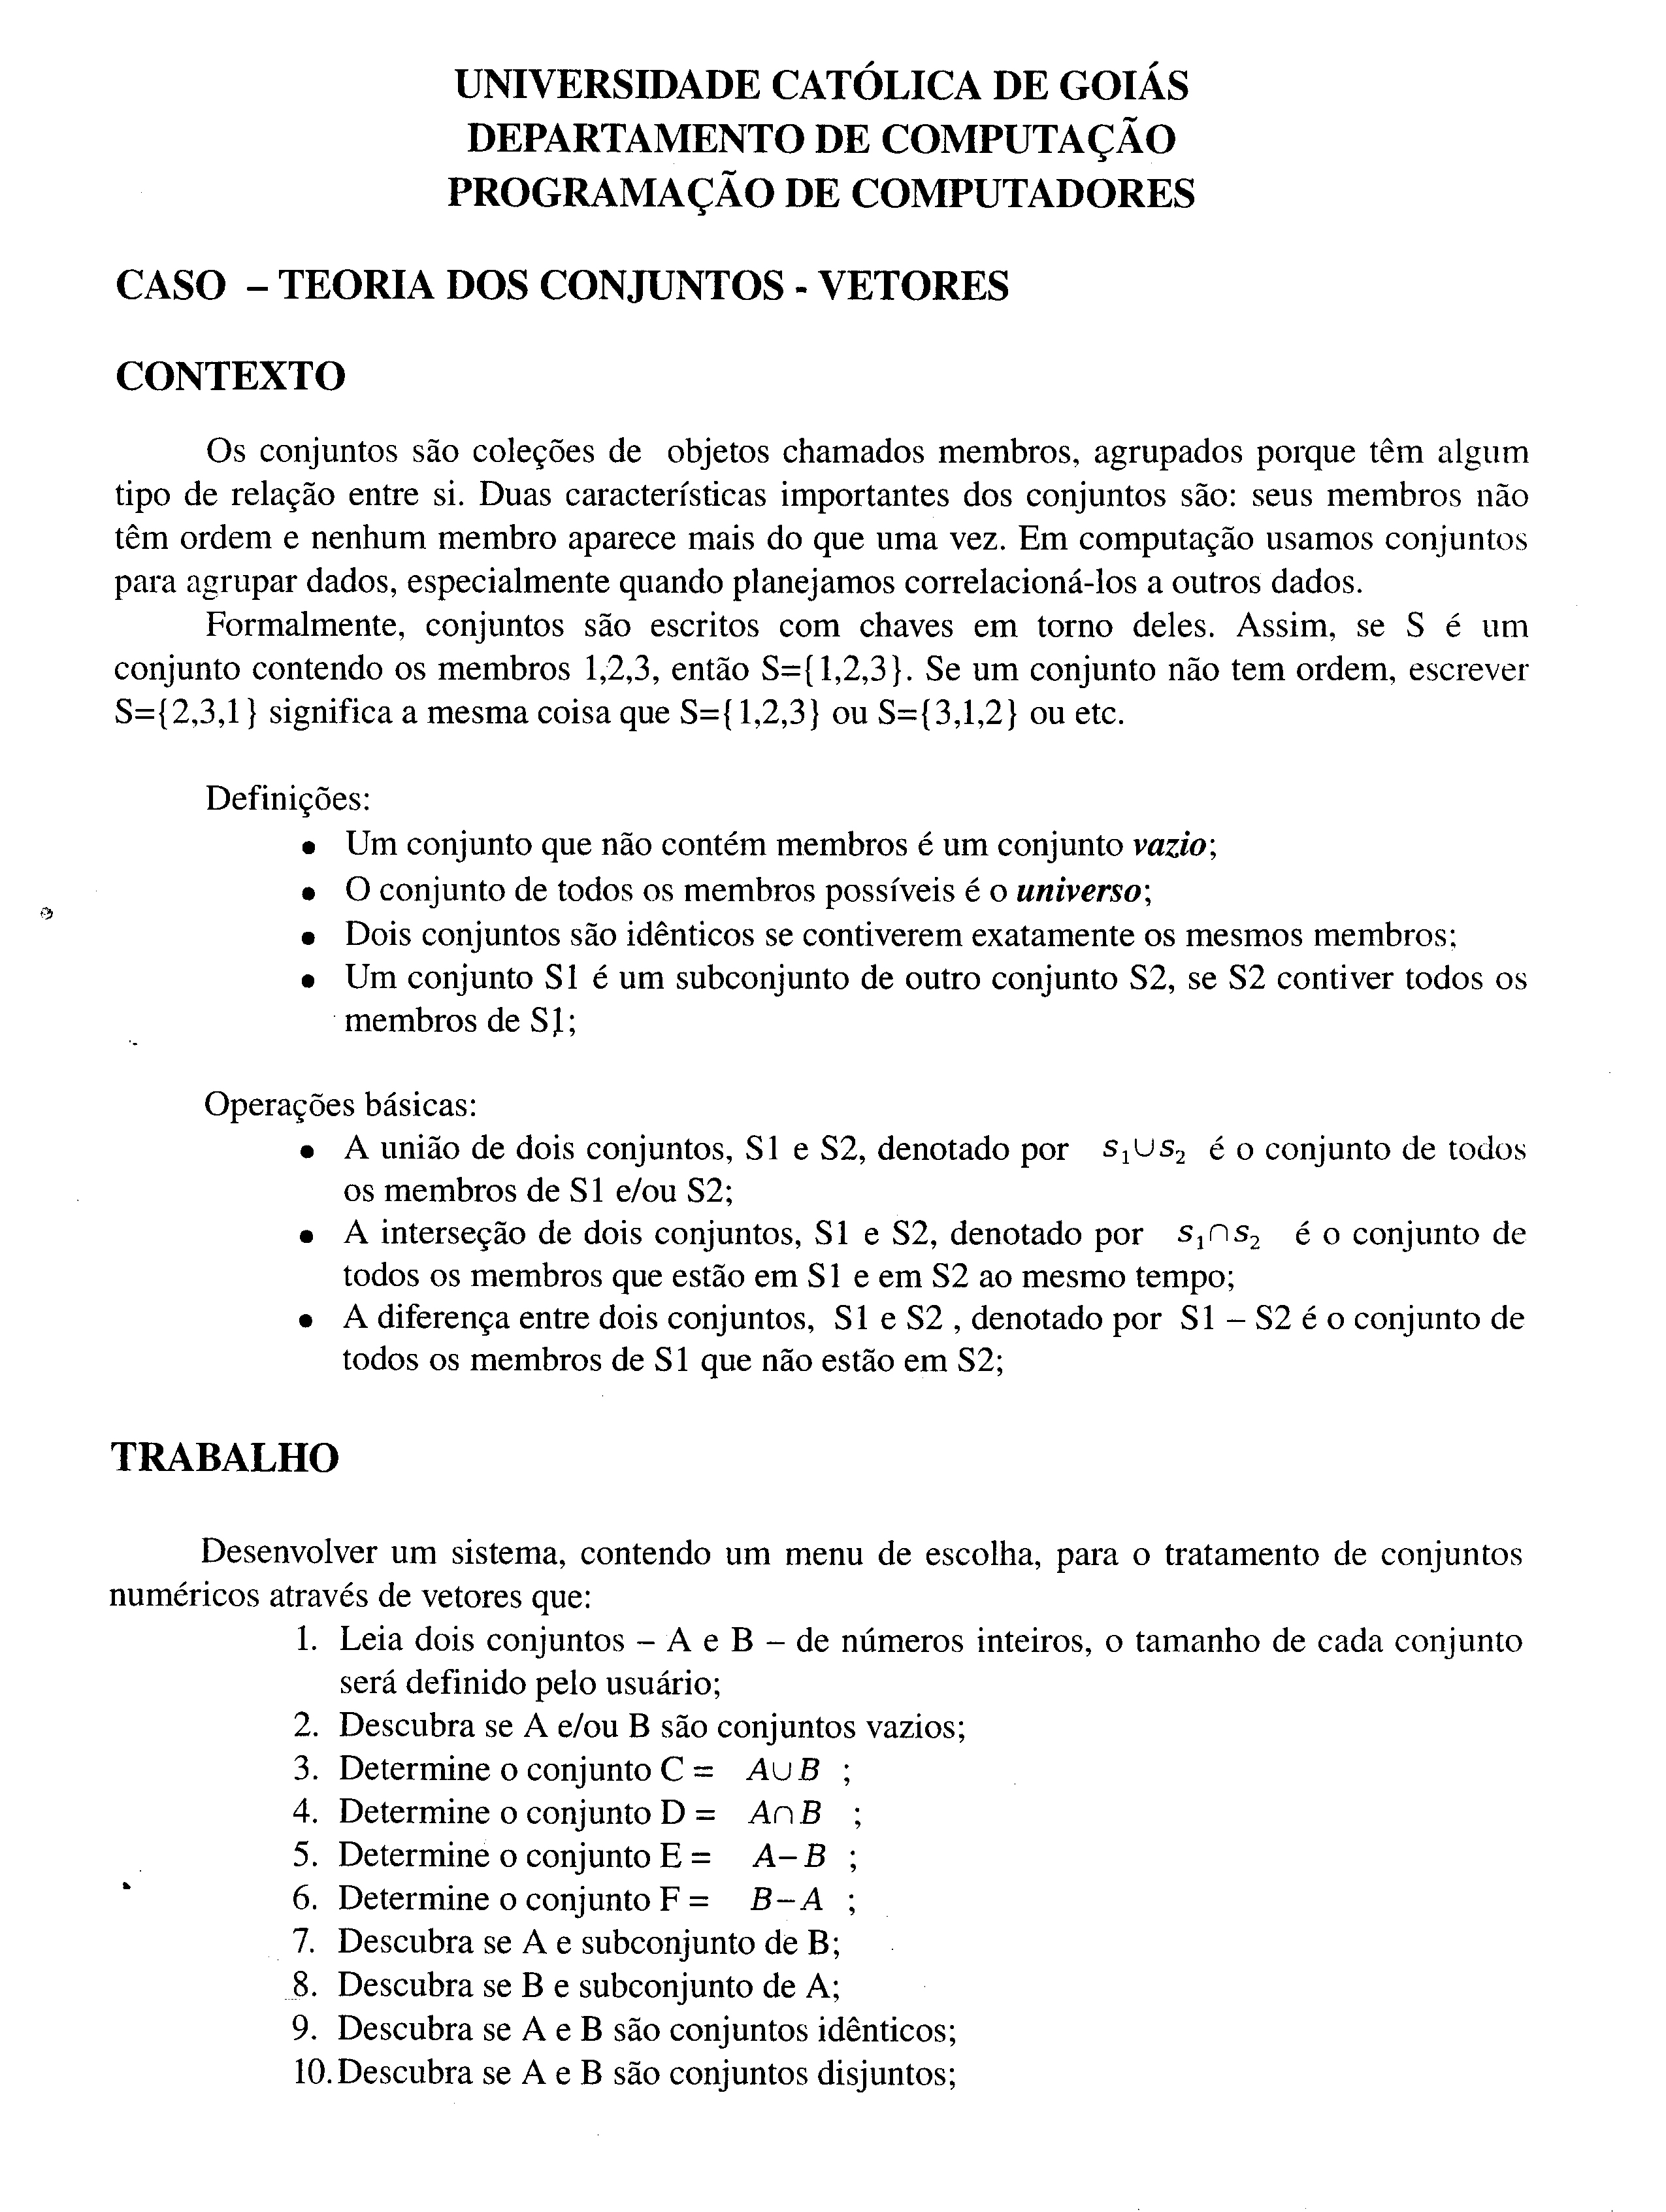 UNIVERSIDADE CATÓLICA DE GOIÁS
DEPARTAMENTO DE COMPUTAÇÃO
PROGRAMAÇÃO DE COMPUTADORES
CASO – TEORIA DOS CONJUNTOS - VETORES
CONTEXTO
Os conjuntos são coleções de objetos chamados membros, agrupados porque têm algum
tipo de relação entre si. Duas características importantes dos conjuntos são: seus membros não
têm ordem e nenhum membro aparece mais do que uma vez. Em computação usamos conjuntos
para agrupar dados, especialmente quando planejamos correlacioná-los a outros dados.
Formalmente, conjuntos são escritos com chaves em torno deles. Assim, se S é um
conjunto contendo os membros 1,2,3, então S={1,2,3}. Se um conjunto não tem ordem, escrever
S={2,3,1} significa a mesma coisa que S={1,2,3} ou S={3,1,2} ou etc.
Definições:
• Um conjunto que não contém membros é um conjunto vazio;
• O conjunto de todos os membros possíveis é o universo;
• Dois conjuntos são idênticos se contiverem exatamente os mesmos membros;
• Um conjunto S1 é um subconjunto de outro conjunto S2, se S2 contiver todos os
membros de S1;
Operações básicas:
• A união de dois conjuntos, S1 e S2, denotado por S₁∪S₂ é o conjunto de todos
os membros de S1 e/ou S2;
• A interseção de dois conjuntos, S1 e S2, denotado por S₁∩S₂ é o conjunto de
todos os membros que estão em S1 e em S2 ao mesmo tempo;
• A diferença entre dois conjuntos, S1 e S2 , denotado por S1 – S2 é o conjunto de
todos os membros de S1 que não estão em S2;
TRABALHO
Desenvolver um sistema, contendo um menu de escolha, para o tratamento de conjuntos
numéricos através de vetores que:
1. Leia dois conjuntos – A e B – de números inteiros, o tamanho de cada conjunto
será definido pelo usuário;
2. Descubra se A e/ou B são conjuntos vazios;
3. Determine o conjunto C = A∪B ;
4. Determine o conjunto D = A∩B ;
5. Determine o conjunto E = A–B ;
6. Determine o conjunto F = B–A ;
7. Descubra se A e subconjunto de B;
8. Descubra se B e subconjunto de A;
9. Descubra se A e B são conjuntos idênticos;
10. Descubra se A e B são conjuntos disjuntos;